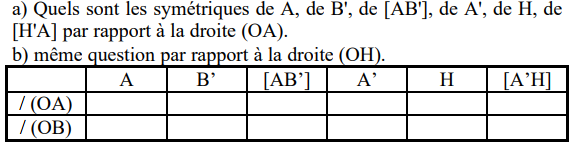 a) Quels sont les symétriques de A, de B', de [AB'], de A', de H, de
[H'A] par rapport à la droite (OA).
b) même question par rapport à la droite (OH).
A B’ [AB’] A’ H [A’H]
/ (OA)
/ (OB)